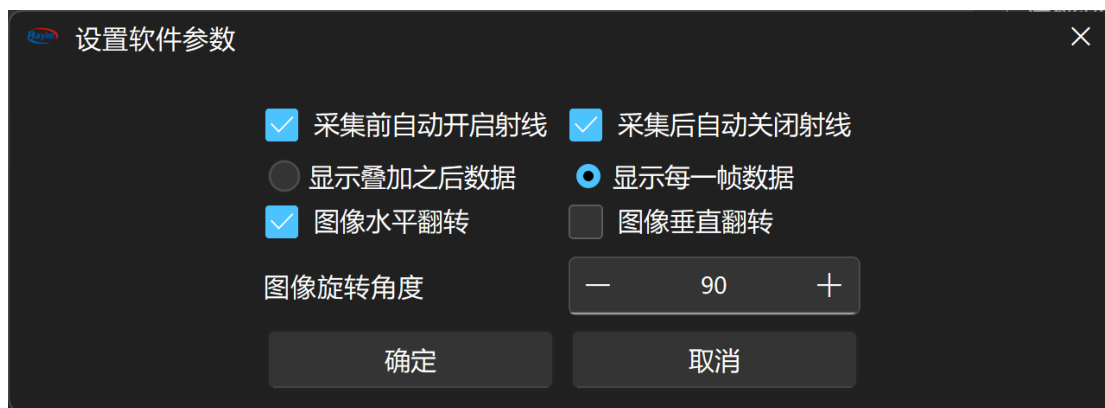 设置软件参数
采集前自动开启射线 采集后自动关闭射线
显示叠加之后数据 显示每一帧数据
图像水平翻转 图像垂直翻转
图像旋转角度 90
确定 取消